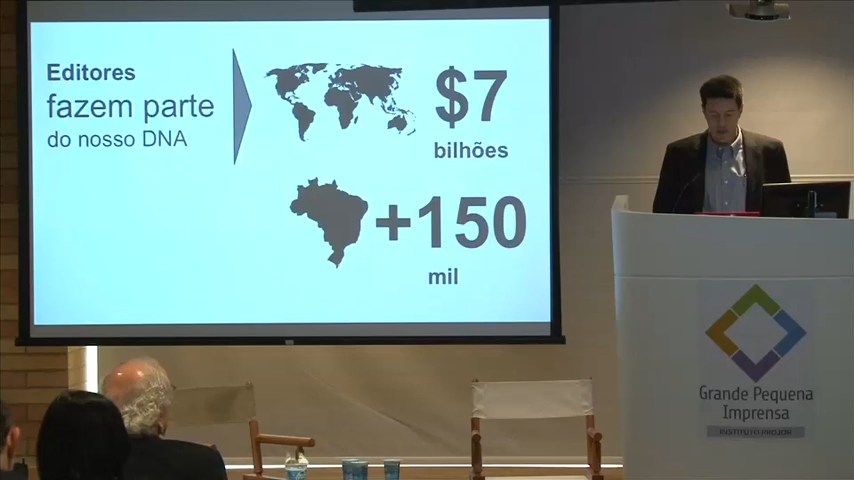 Editores
fazem parte
do nosso DNA
$7
bilhões
+150
mil
Grande Pequena
Imprensa
INSTITUTO PROJOR